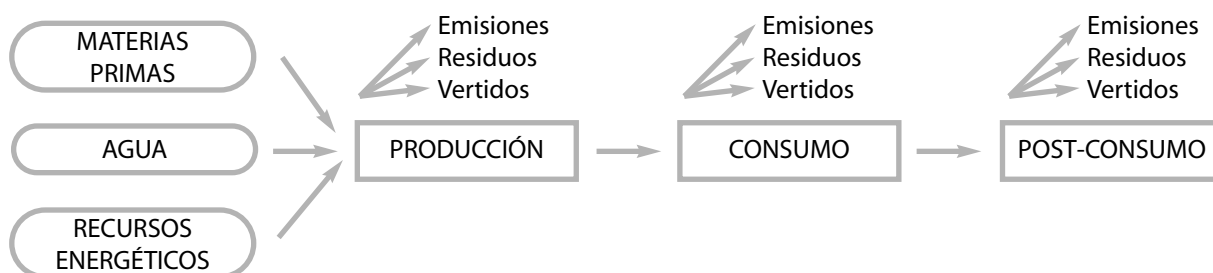 MATERIAS
PRIMAS
AGUA
RECURSOS
ENERGÉTICOS
Emisiones
Residuos
Vertidos
PRODUCCIÓN
Emisiones
Residuos
Vertidos
CONSUMO
Emisiones
Residuos
Vertidos
POST-CONSUMO